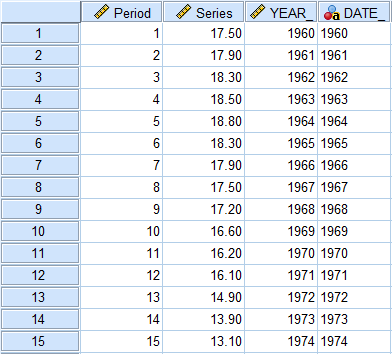 Period Series YEAR_ DATE_
1 1 17.50 1960 1960
2 2 17.90 1961 1961
3 3 18.30 1962 1962
4 4 18.50 1963 1963
5 5 18.80 1964 1964
6 6 18.30 1965 1965
7 7 17.90 1966 1966
8 8 17.50 1967 1967
9 9 17.20 1968 1968
10 10 16.60 1969 1969
11 11 16.20 1970 1970
12 12 16.10 1971 1971
13 13 14.90 1972 1972
14 14 13.90 1973 1973
15 15 13.10 1974 1974